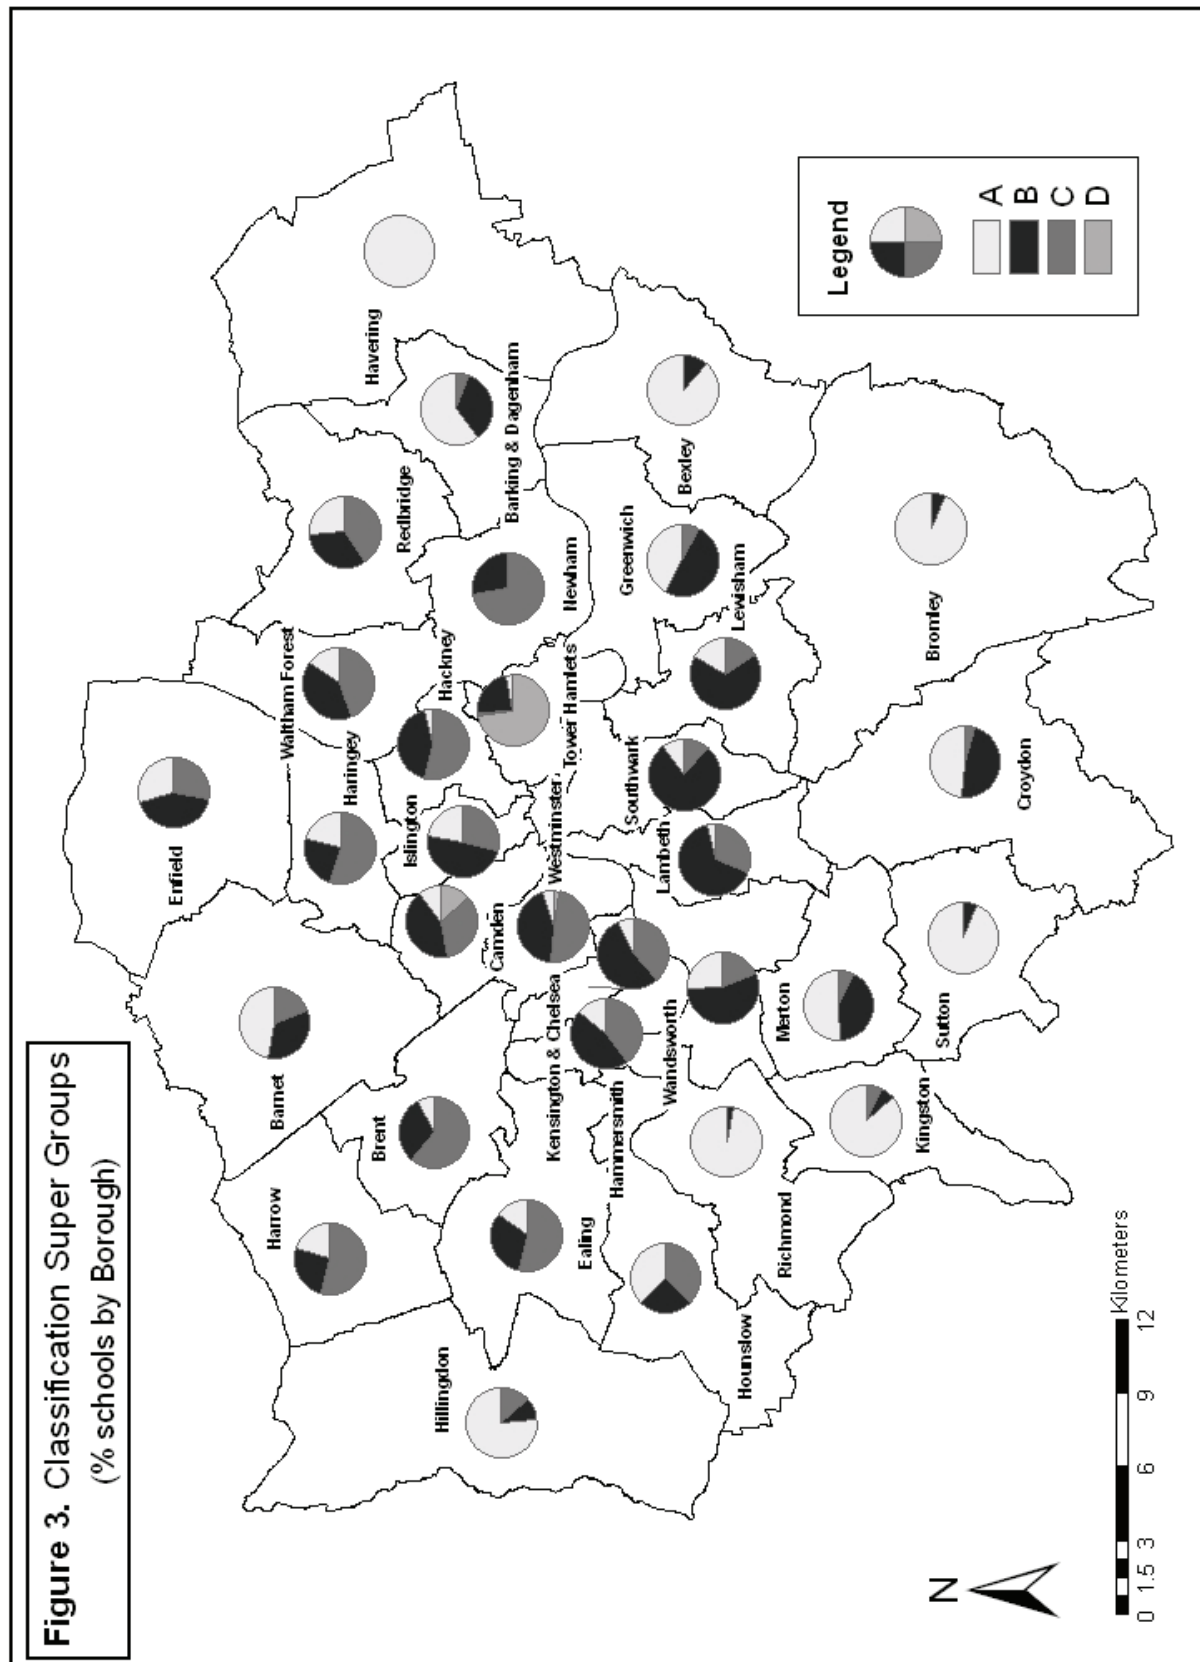 Figure 3. Classification Super Groups
(% schools by Borough)
Enfield
Barnet
Harrow
Haringey
Waltham Forest
Redbridge
Havering
Hillingdon
Brent
Camden
Islington
Hackney
Barking & Dagenham
Ealing
Kensington & Chelsea
Westminster
Tower Hamlets
Newham
Hounslow
Hammersmith
Wandsworth
Lambeth
Southwark
Lewisham
Greenwich
Bexley
Richmond
Kingston
Merton
Sutton
Croydon
Bromley
Legend
A
B
C
D
N
0 1.5 3 6 9 12
Kilometers